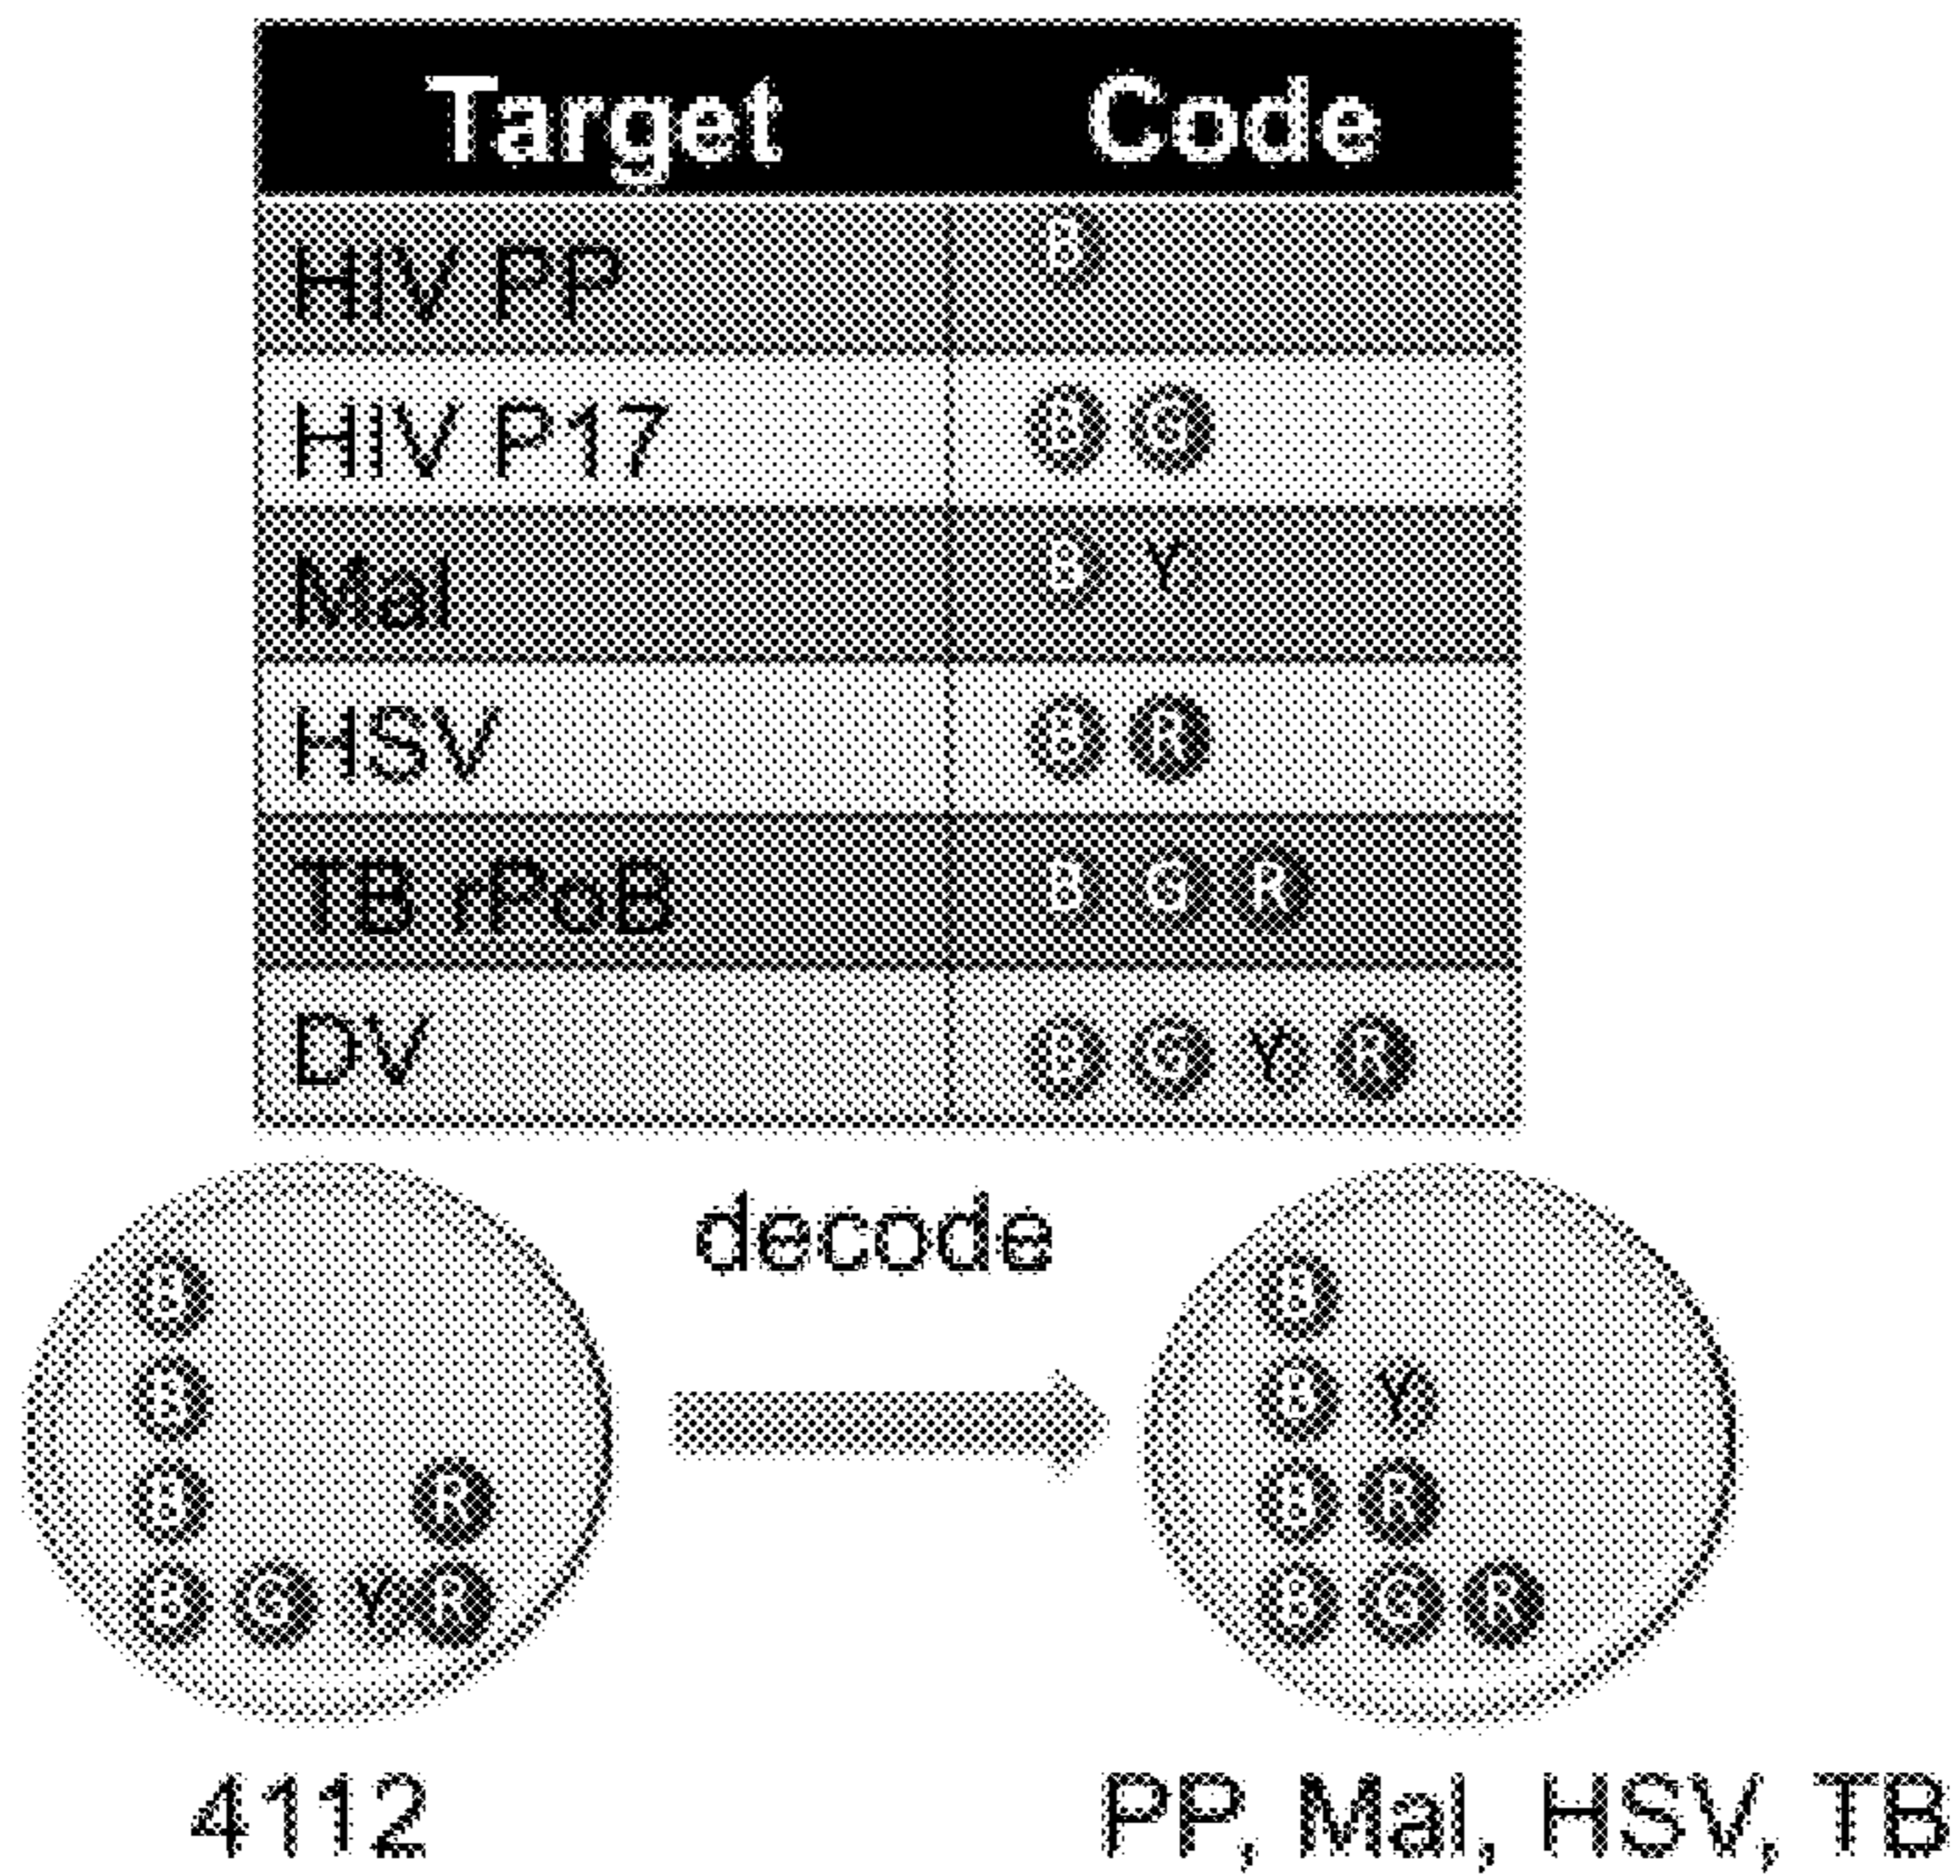 Target Code
HIV PP B
HIV P17 B G
Mal B Y
HSV B R
TB rPoB B G R
DV B G Y R
decode
B
B
B R
B G Y R
B
B Y
B R
B G R
4112
PP, Mal, HSV, TB